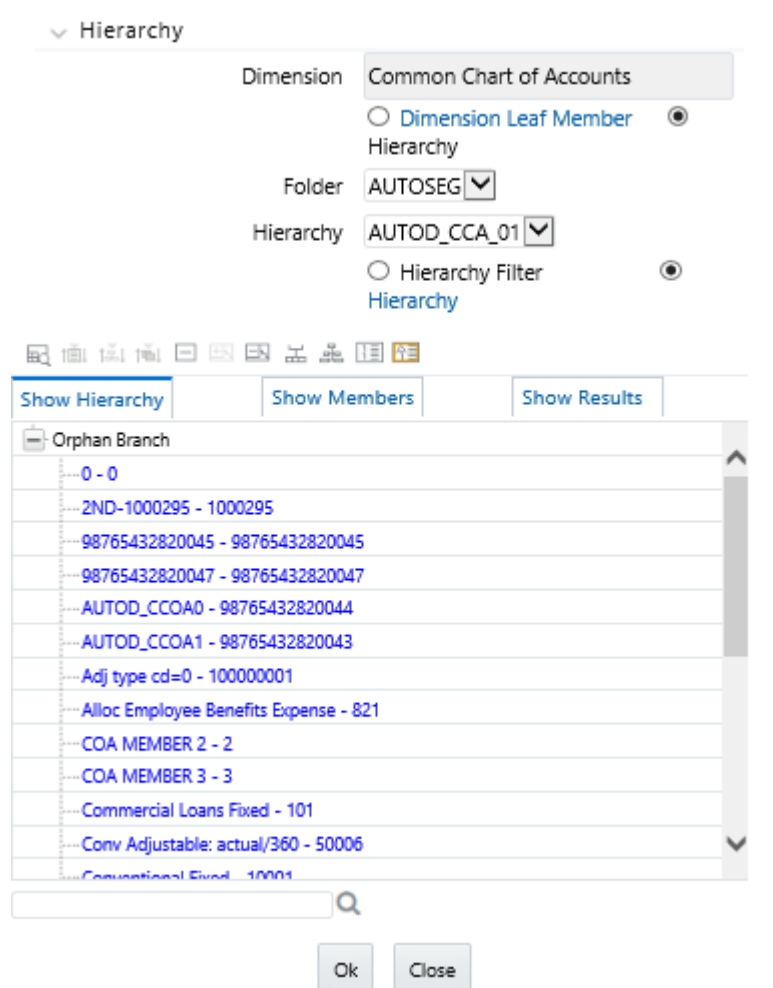 Hierarchy
Dimension Common Chart of Accounts
Dimension Leaf Member
Hierarchy
Folder AUTOSEG
Hierarchy AUTOD_CCA_01
Hierarchy Filter
Hierarchy
Show Hierarchy Show Members Show Results
Orphan Branch
0 - 0
2ND-1000295 - 1000295
98765432820045 - 98765432820045
98765432820047 - 98765432820047
AUTOD_CCOA0 - 98765432820044
AUTOD_CCOA1 - 98765432820043
Adj type cd=0 - 100000001
Alloc Employee Benefits Expense - 821
COA MEMBER 2 - 2
COA MEMBER 3 - 3
Commercial Loans Fixed - 101
Conv Adjustable: actual/360 - 50006
Conventional Fixed - 10001
Ok Close